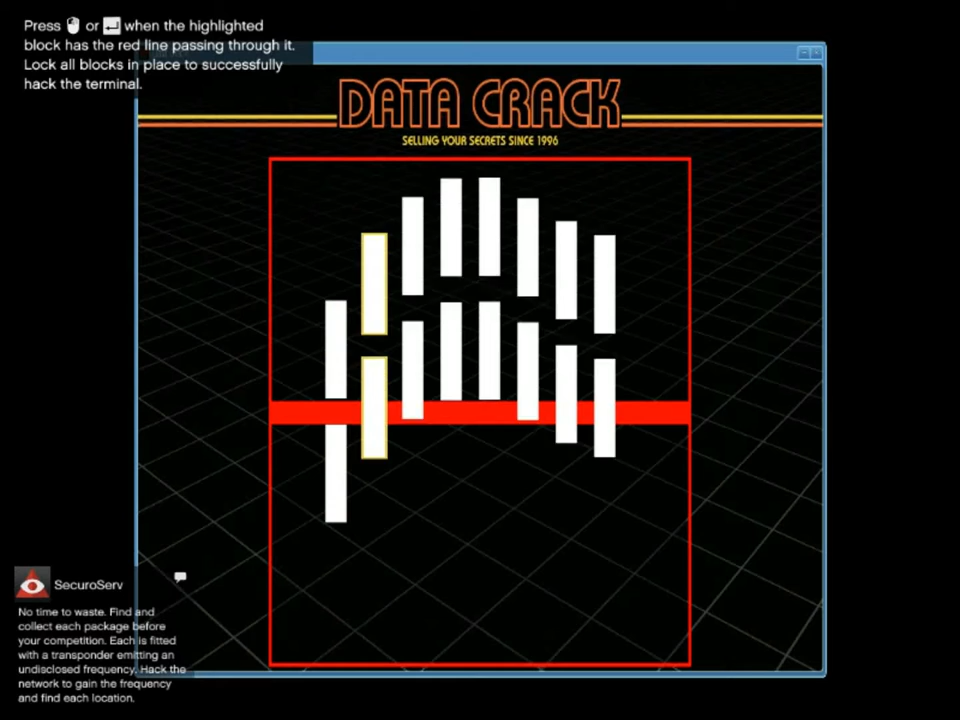 Press or when the highlighted
block has the red line passing through it.
Lock all blocks in place to successfully
hack the terminal.
DATA CRACK
SELLING YOUR SECRETS SINCE 1996
SecuroServ
No time to waste. Find and
collect each package before
your competition. Each is fitted
with a transponder emitting an
undisclosed frequency. Hack the
network to gain the frequency
and find each location.